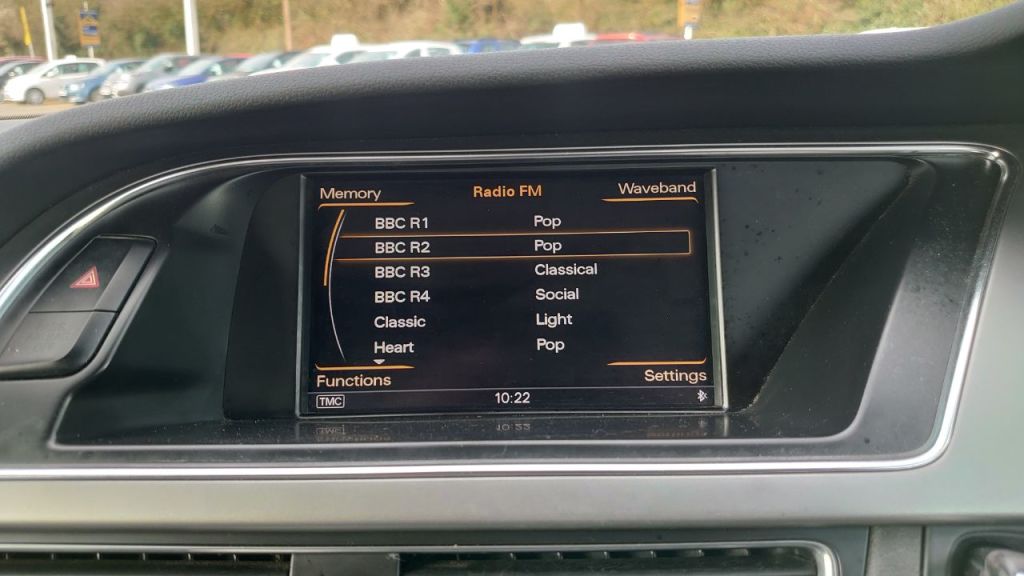 Memory Radio FM Waveband
BBC R1 Pop
BBC R2 Pop
BBC R3 Classical
BBC R4 Social
Classic Light
Heart Pop
Functions Settings
TMC 10:22